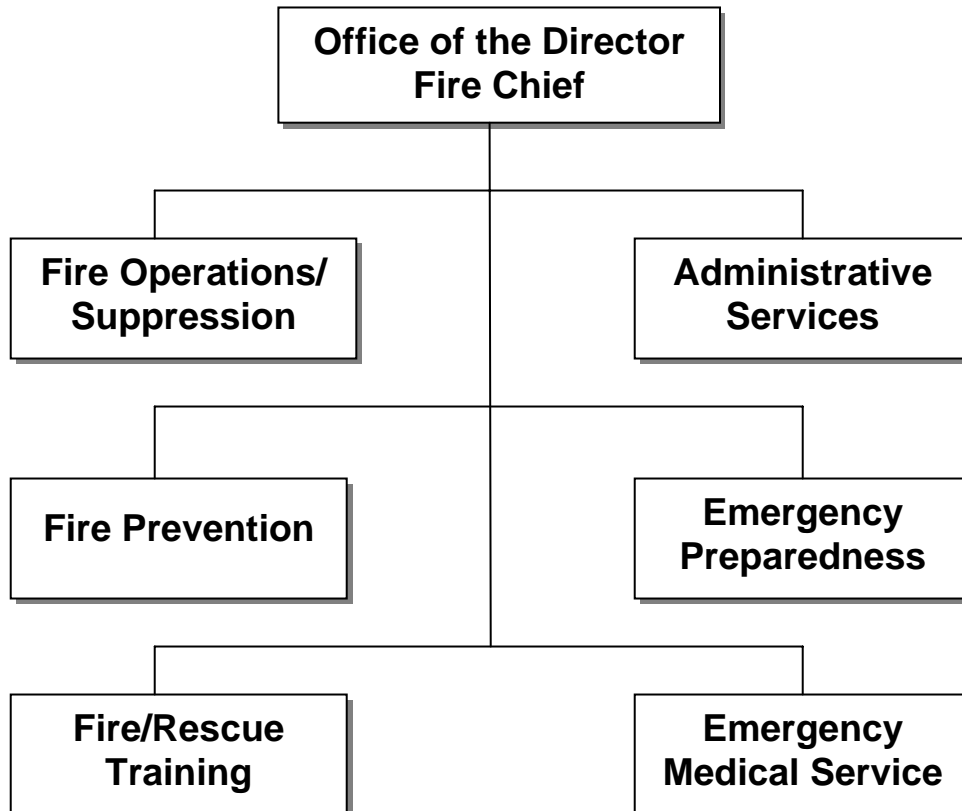 Office of the Director
Fire Chief
Fire Operations/
Suppression
Administrative
Services
Fire Prevention
Emergency
Preparedness
Fire/Rescue
Training
Emergency
Medical Service